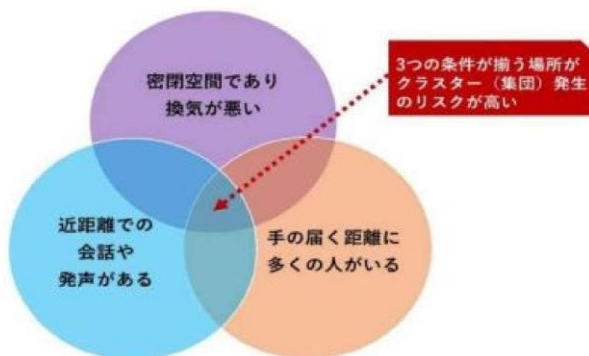 密閉空間であり
換気が悪い
3つの条件が揃う場所が
クラスター（集団）発生
のリスクが高い
近距離での
会話や
発声がある
手の届く距離に
多くの人がいる